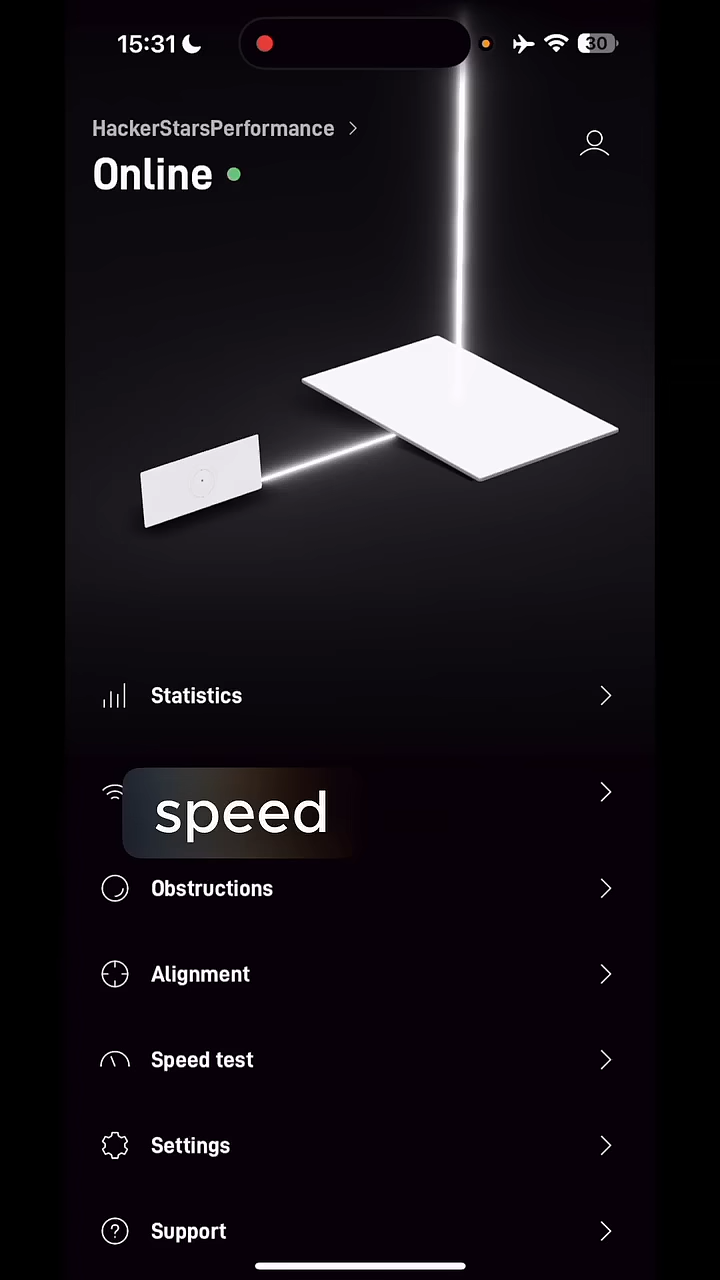 15:31
30
HackerStarsPerformance
Online
Statistics
speed
Obstructions
Alignment
Speed test
Settings
Support